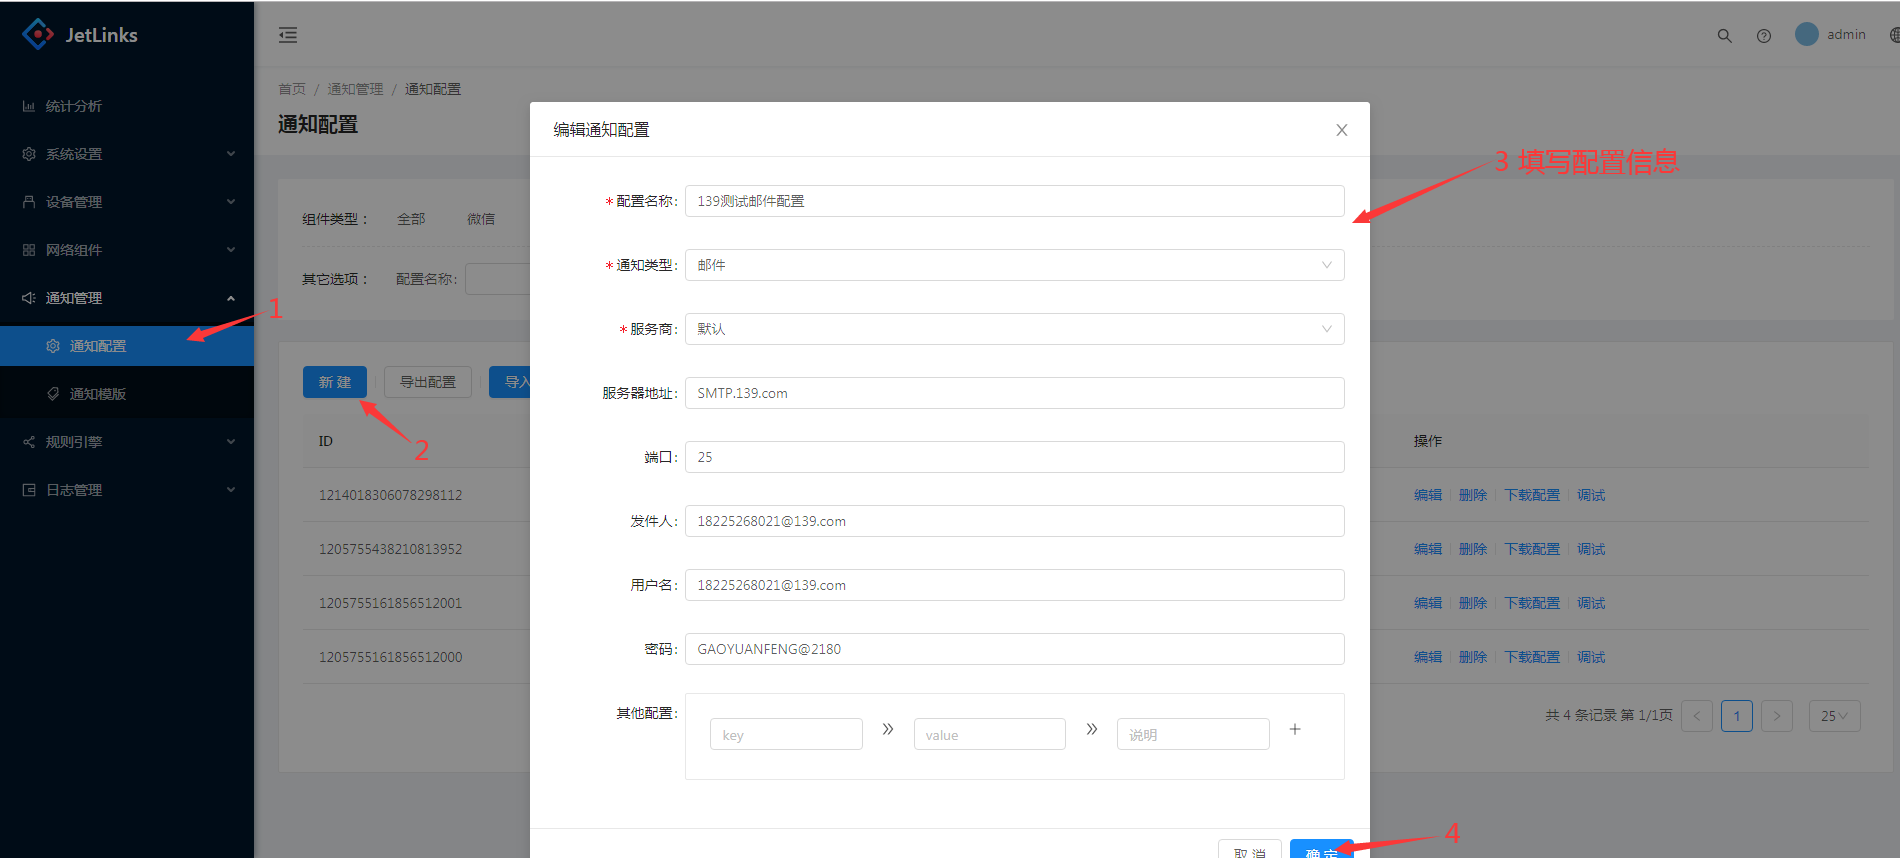 JetLinks
admin
统计分析
系统设置
设备管理
网络组件
通知管理
通知配置
通知模版
规则引擎
日志管理
首页 / 通知管理 / 通知配置
通知配置
组件类型： 全部 微信
其它选项： 配置名称:
新 建 导出配置 导入
ID 操作
1214018306078298112 编辑 删除 下载配置 调试
1205755438210813952 编辑 删除 下载配置 调试
1205755161856512001 编辑 删除 下载配置 调试
1205755161856512000 编辑 删除 下载配置 调试
共 4 条记录 第 1/1页 < 1 > 25
编辑通知配置
* 配置名称: 139测试邮件配置
* 通知类型: 邮件
* 服务商: 默认
服务器地址: SMTP.139.com
端口: 25
发件人: 18225268021@139.com
用户名: 18225268021@139.com
密码: GAOYUANFENG@2180
其他配置: key » value » 说明 +
取 消 确 定
1
2
3 填写配置信息
4